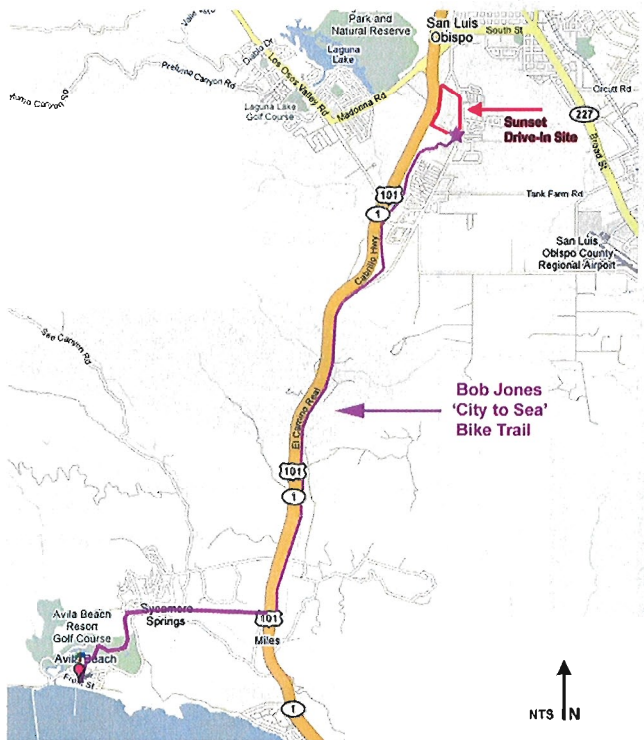 Park and
Natural Reserve
San Luis
Obispo
South St
Diablo Dr
Laguna
Lake
Los Osos Valley Rd
Prefumo Canyon Rd
Madonna Rd
Laguna Lake
Golf Course
Circutt Rd
227
Sunset
Drive-In Site
Broad St
101
1
Tank Farm Rd
San Luis
Obispo County
Regional Airport
Cabrillo Hwy
See Canyon Rd
Bob Jones
'City to Sea'
Bike Trail
El Camino Real
101
1
Avila Beach
Resort
Golf Course
Sycamore
Springs
101
Miles
Avila Beach
Front St
1
NTS N